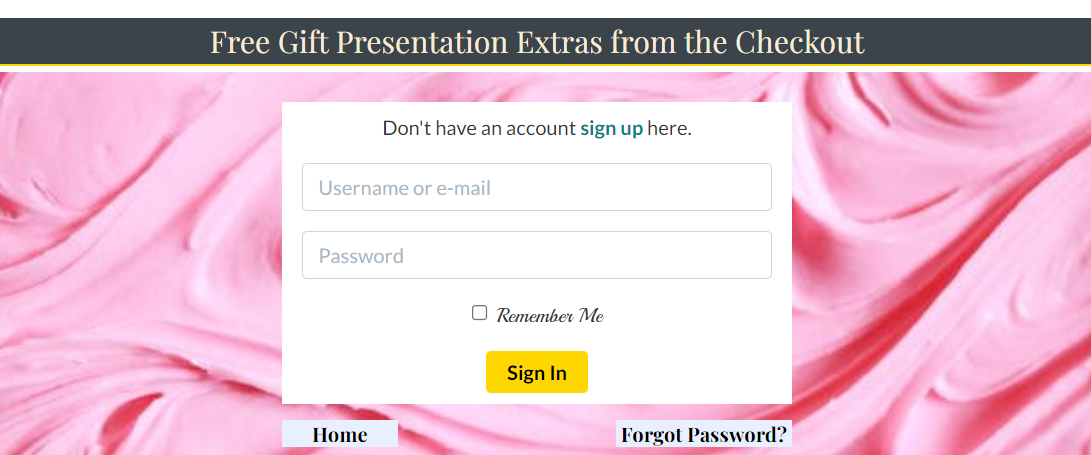 Free Gift Presentation Extras from the Checkout
Don't have an account sign up here.
Username or e-mail
Password
Remember Me
Sign In
Home
Forgot Password?